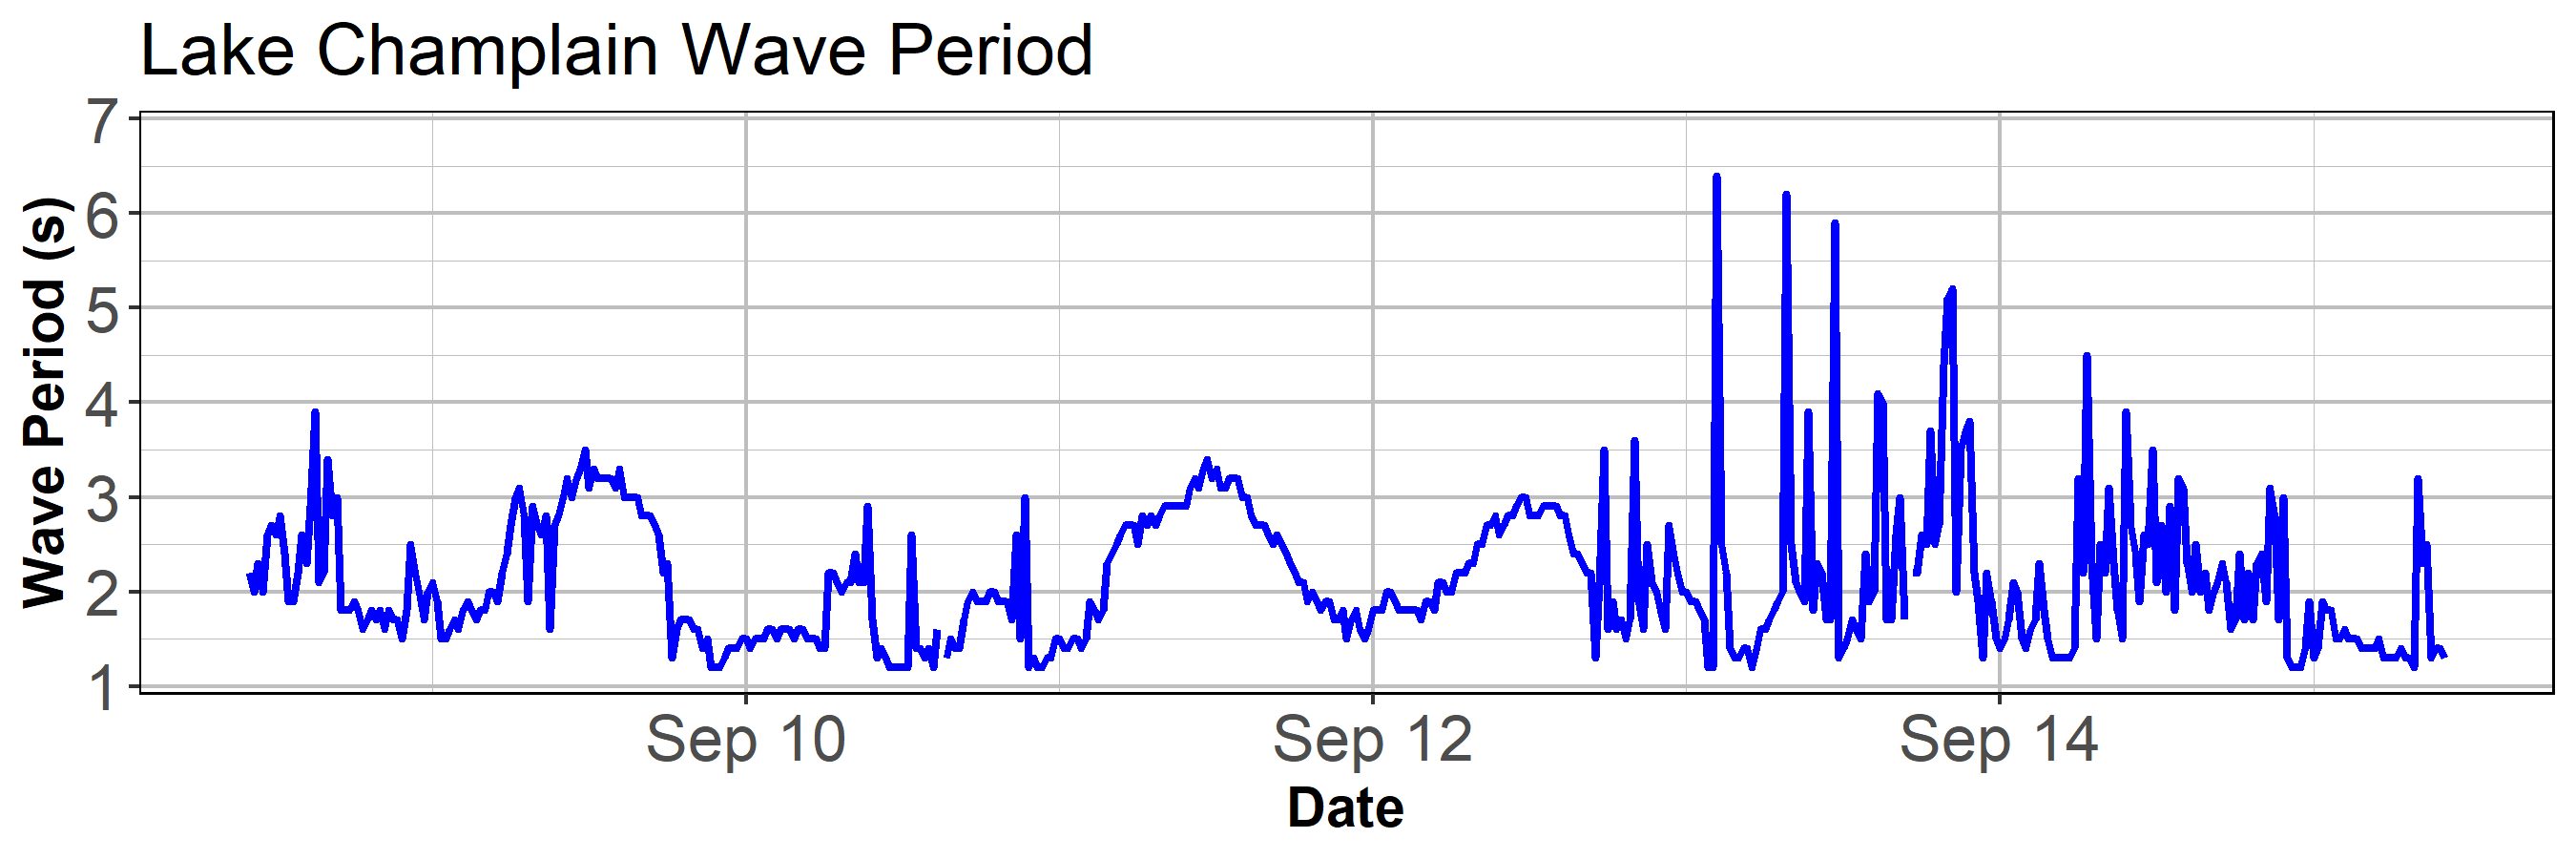 Lake Champlain Wave Period
7
6
5
4
3
2
1
Wave Period (s)
Sep 10
Sep 12
Sep 14
Date